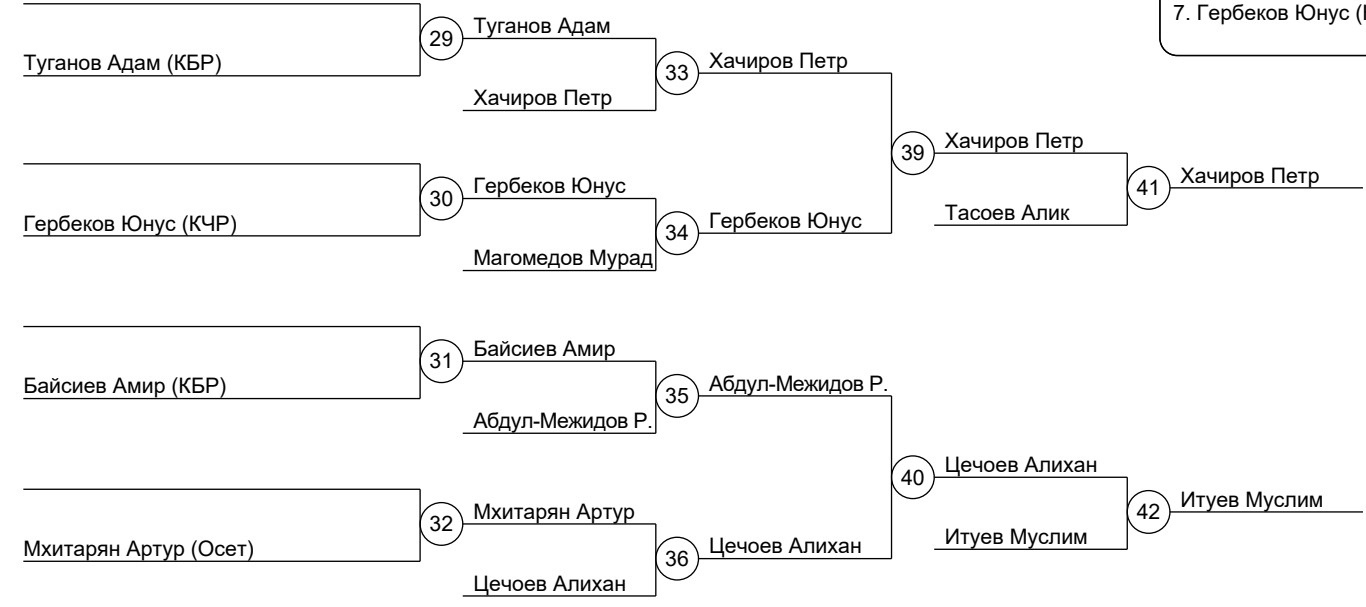 7. Гербеков Юнус (
29
Туганов Адам
Туганов Адам (КБР)
33
Хачиров Петр
Хачиров Петр
39
Хачиров Петр
41
Хачиров Петр
30
Гербеков Юнус
Гербеков Юнус (КЧР)
34
Гербеков Юнус
Тасоев Алик
Магомедов Мурад
31
Байсиев Амир
Байсиев Амир (КБР)
35
Абдул-Межидов Р.
Абдул-Межидов Р.
40
Цечоев Алихан
42
Итуев Муслим
32
Мхитарян Артур
Итуев Муслим
Мхитарян Артур (Осет)
36
Цечоев Алихан
Цечоев Алихан